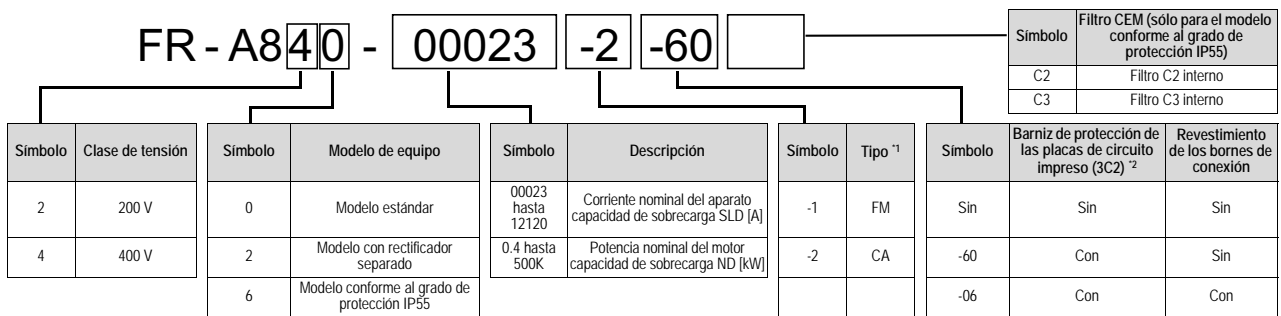 FR - A840 - 00023 -2 -60
Símbolo
Filtro CEM (sólo para el modelo
conforme al grado de
protección IP55)
C2
Filtro C2 interno
C3
Filtro C3 interno
Símbolo
Clase de tensión
2
200 V
4
400 V
Símbolo
Modelo de equipo
0
Modelo estándar
2
Modelo con rectificador
separado
6
Modelo conforme al grado de
protección IP55
Símbolo
Descripción
00023
hasta
12120
Corriente nominal del aparato
capacidad de sobrecarga SLD [A]
0.4 hasta
500K
Potencia nominal del motor
capacidad de sobrecarga ND [kW]
Símbolo
Tipo *1
-1
FM
-2
CA
Símbolo
Barniz de protección de
las placas de circuito
impreso (3C2) *2
Revestimiento
de los bornes de
conexión
Sin
Sin
Sin
-60
Con
Sin
-06
Con
Con